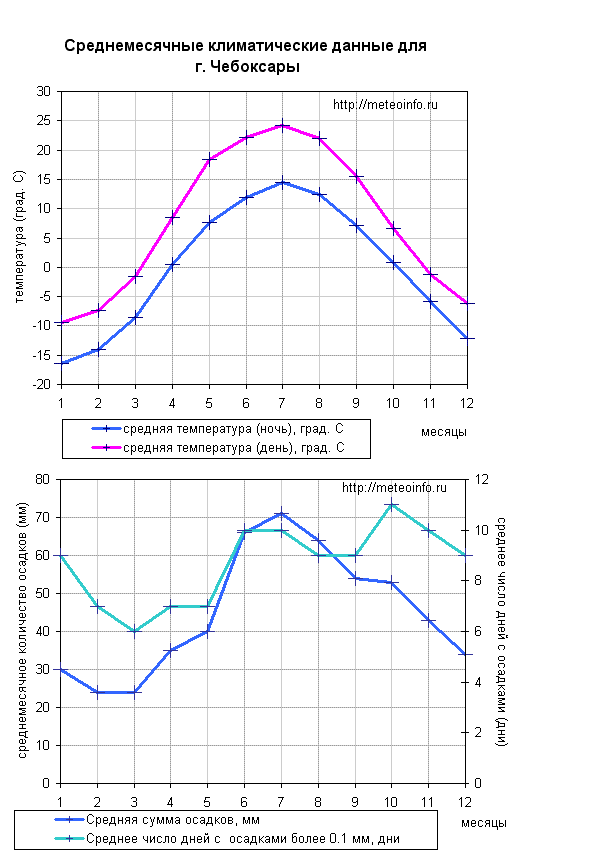 Среднемесячные климатические данные для
г. Чебоксары
http://meteoinfo.ru
температура (град. С)
30
25
20
15
10
5
0
-5
-10
-15
-20
1 2 3 4 5 6 7 8 9 10 11 12
месяцы
средняя температура (ночь), град. С
средняя температура (день), град. С
http://meteoinfo.ru
среднемесячное количество осадков (мм)
80
70
60
50
40
30
20
10
0
12
10
8
6
4
2
0
среднее число дней с осадками (дни)
1 2 3 4 5 6 7 8 9 10 11 12
месяцы
Средняя сумма осадков, мм
Среднее число дней с осадками более 0.1 мм, дни